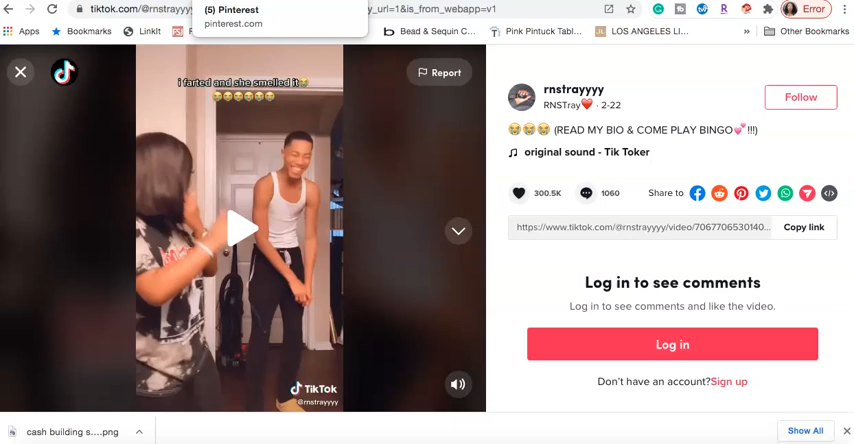 (5) Pinterest
pinterest.com
tiktok.com/@rnstrayyy
y_url=1&is_from_webapp=v1
Error
Apps
Bookmarks
LinkIt
Bead & Sequin C...
Pink Pintuck Tabl...
LOS ANGELES LI...
»
Other Bookmarks
i farted and she smelled it😭
😭😭😭😭😭😭
Report
TikTok
@rnstrayyyy
rnstrayyyy
RNSTray❤️ · 2-22
Follow
😭😭😭 (READ MY BIO & COME PLAY BINGO💕!!!)
♫ original sound - Tik Toker
300.5K
1060
Share to
https://www.tiktok.com/@rnstrayyyy/video/7067706530140...
Copy link
Log in to see comments
Log in to see comments and like the video.
Log in
Don't have an account?Sign up
cash building s....png
Show All